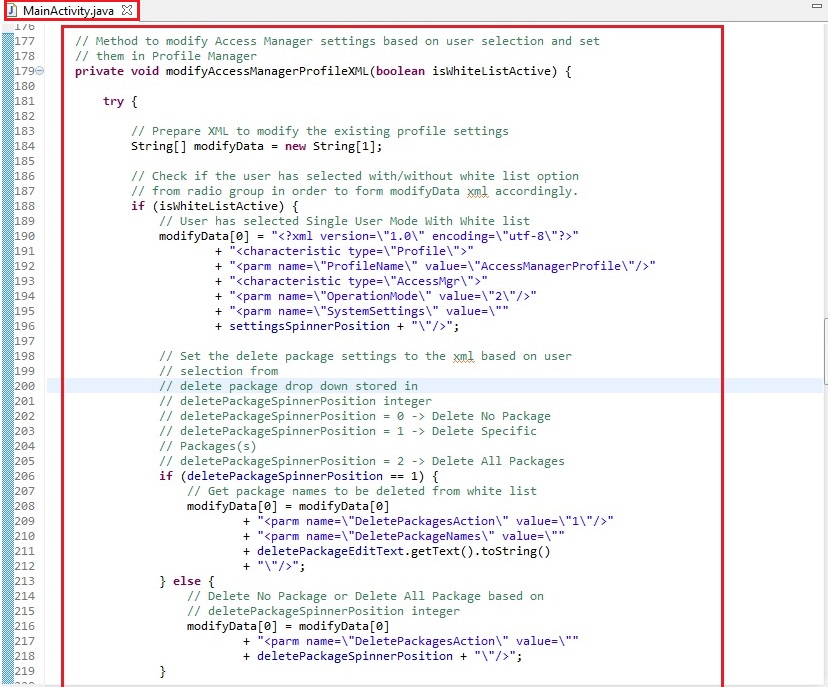 MainActivity.java
176
177 // Method to modify Access Manager settings based on user selection and set
178 // them in Profile Manager
179 private void modifyAccessManagerProfileXML(boolean isWhiteListActive) {
180
181 try {
182
183 // Prepare XML to modify the existing profile settings
184 String[] modifyData = new String[1];
185
186 // Check if the user has selected with/without white list option
187 // from radio group in order to form modifyData xml accordingly.
188 if (isWhiteListActive) {
189 // User has selected Single User Mode With White list
190 modifyData[0] = "<?xml version=\"1.0\" encoding=\"utf-8\"?>"
191 + "<characteristic type=\"Profile\">"
192 + "<parm name=\"ProfileName\" value=\"AccessManagerProfile\"/>"
193 + "<characteristic type=\"AccessMgr\">"
194 + "<parm name=\"OperationMode\" value=\"2\"/>"
195 + "<parm name=\"SystemSettings\" value=\""
196 + settingsSpinnerPosition + "\"/>";
197
198 // Set the delete package settings to the xml based on user
199 // selection from
200 // delete package drop down stored in
201 // deletePackageSpinnerPosition integer
202 // deletePackageSpinnerPosition = 0 -> Delete No Package
203 // deletePackageSpinnerPosition = 1 -> Delete Specific
204 // Packages(s)
205 // deletePackageSpinnerPosition = 2 -> Delete All Packages
206 if (deletePackageSpinnerPosition == 1) {
207 // Get package names to be deleted from white list
208 modifyData[0] = modifyData[0]
209 + "<parm name=\"DeletePackagesAction\" value=\"1\"/>"
210 + "<parm name=\"DeletePackageNames\" value=\""
211 + deletePackageEditText.getText().toString()
212 + "\"/>";
213 } else {
214 // Delete No Package or Delete All Package based on
215 // deletePackageSpinnerPosition integer
216 modifyData[0] = modifyData[0]
217 + "<parm name=\"DeletePackagesAction\" value=\""
218 + deletePackageSpinnerPosition + "\"/>";
219 }